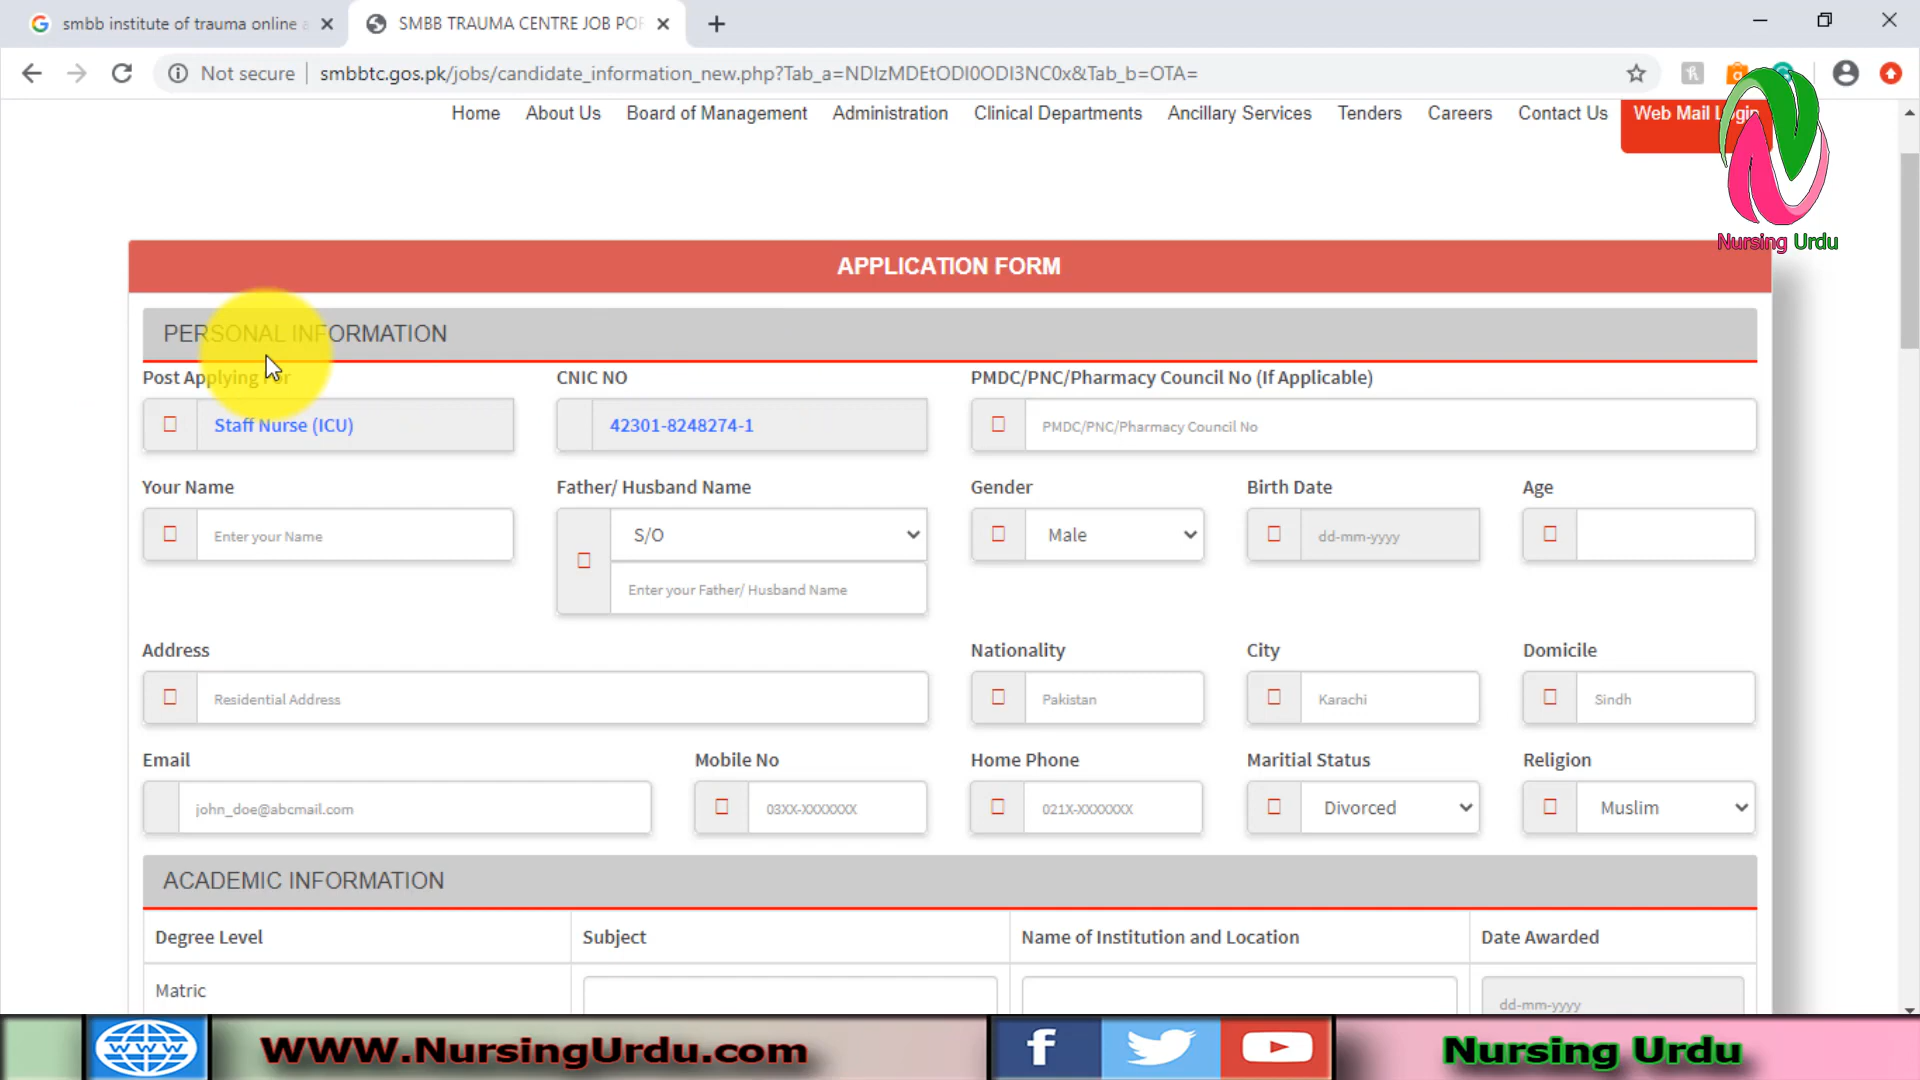 smbb institute of trauma online
SMBB TRAUMA CENTRE JOB POR
Not secure
smbbtc.gos.pk/jobs/candidate_information_new.php?Tab_a=NDIzMDEtODI0ODI3NC0x&Tab_b=OTA=
Home About Us Board of Management Administration Clinical Departments Ancillary Services Tenders Careers Contact Us Web Mail Login
Nursing Urdu
APPLICATION FORM
PERSONAL INFORMATION
Post Applying For CNIC NO PMDC/PNC/Pharmacy Council No (If Applicable)
Staff Nurse (ICU) 42301-8248274-1 PMDC/PNC/Pharmacy Council No
Your Name Father/ Husband Name Gender Birth Date Age
Enter your Name S/O Male dd-mm-yyyy
Enter your Father/ Husband Name
Address Nationality City Domicile
Residential Address Pakistan Karachi Sindh
Email Mobile No Home Phone Maritial Status Religion
john_doe@abcmail.com 03XX-XXXXXXX 021X-XXXXXXX Divorced Muslim
ACADEMIC INFORMATION
Degree Level Subject Name of Institution and Location Date Awarded
Matric dd-mm-yyyy
WWW WWW.NursingUrdu.com f Nursing Urdu